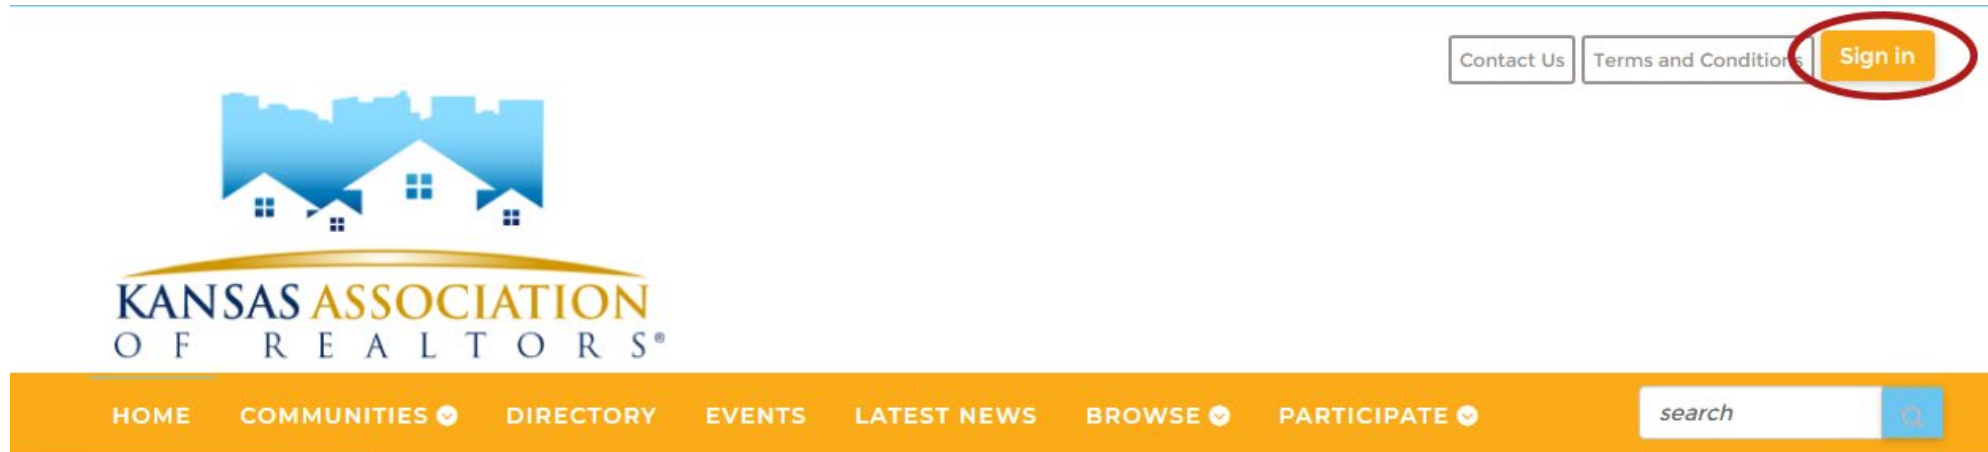 Contact Us
Terms and Conditions
Sign in
KANSAS ASSOCIATION
OF REALTORS®
HOME
COMMUNITIES
DIRECTORY
EVENTS
LATEST NEWS
BROWSE
PARTICIPATE
search